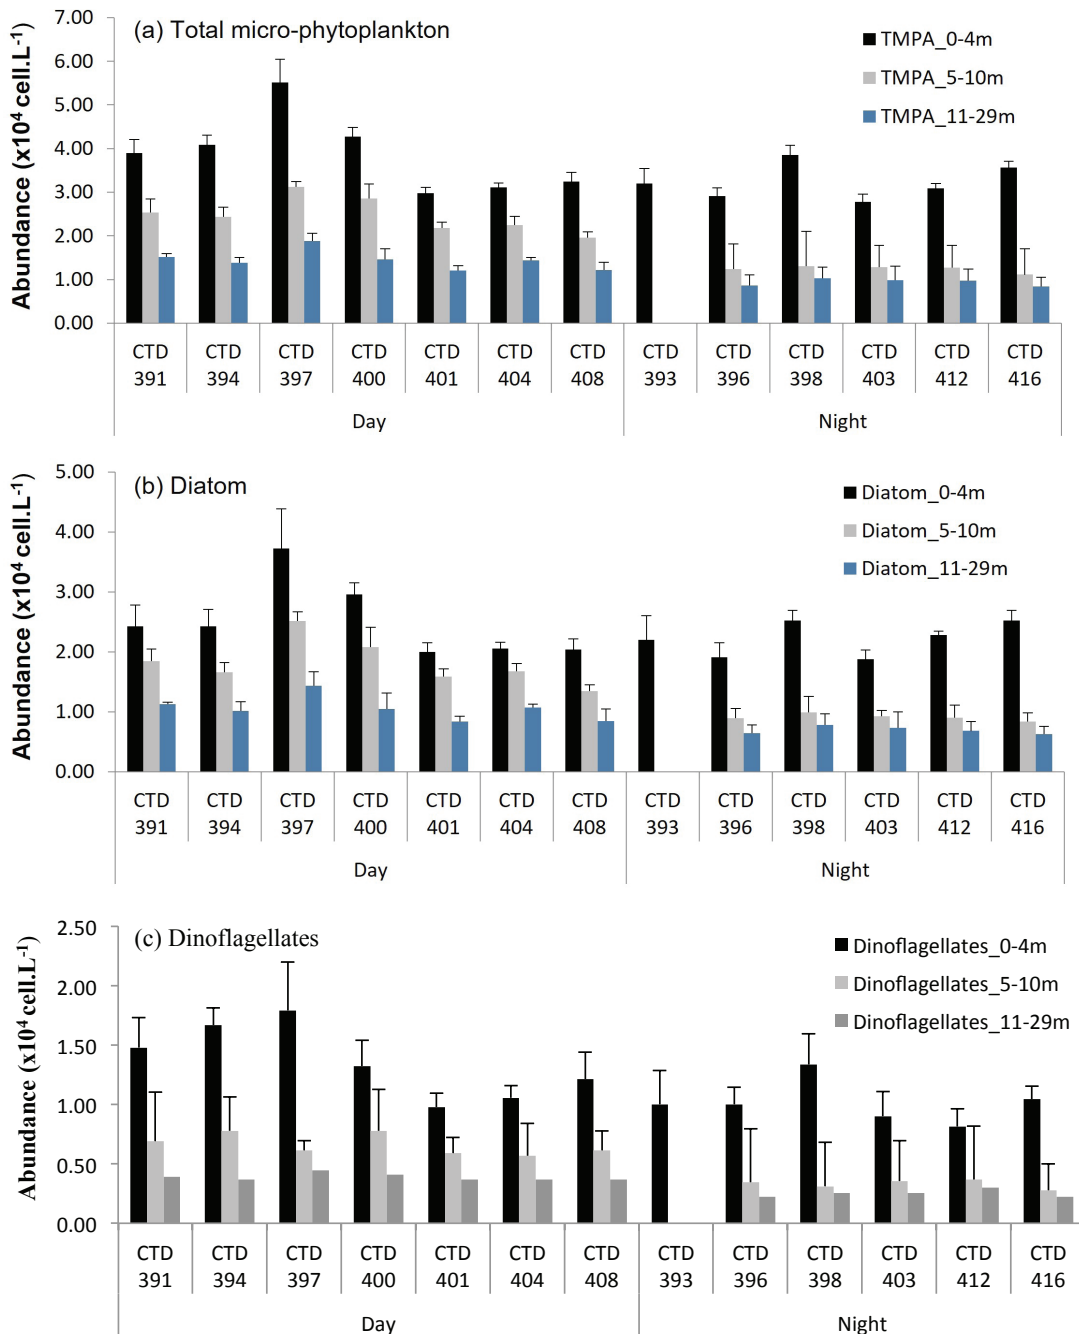 (a) Total micro-phytoplankton
Abundance (x10⁴ cell.L⁻¹)
7.00
6.00
5.00
4.00
3.00
2.00
1.00
0.00
TMPA_0-4m
TMPA_5-10m
TMPA_11-29m
CTD CTD CTD CTD CTD CTD CTD CTD CTD CTD CTD CTD CTD
391 394 397 400 401 404 408 393 396 398 403 412 416
Day Night
(b) Diatom
Abundance (x10⁴ cell.L⁻¹)
5.00
4.00
3.00
2.00
1.00
0.00
Diatom_0-4m
Diatom_5-10m
Diatom_11-29m
CTD CTD CTD CTD CTD CTD CTD CTD CTD CTD CTD CTD CTD
391 394 397 400 401 404 408 393 396 398 403 412 416
Day Night
(c) Dinoflagellates
Abundance (x10⁴ cell.L⁻¹)
2.50
2.00
1.50
1.00
0.50
0.00
Dinoflagellates_0-4m
Dinoflagellates_5-10m
Dinoflagellates_11-29m
CTD CTD CTD CTD CTD CTD CTD CTD CTD CTD CTD CTD CTD
391 394 397 400 401 404 408 393 396 398 403 412 416
Day Night